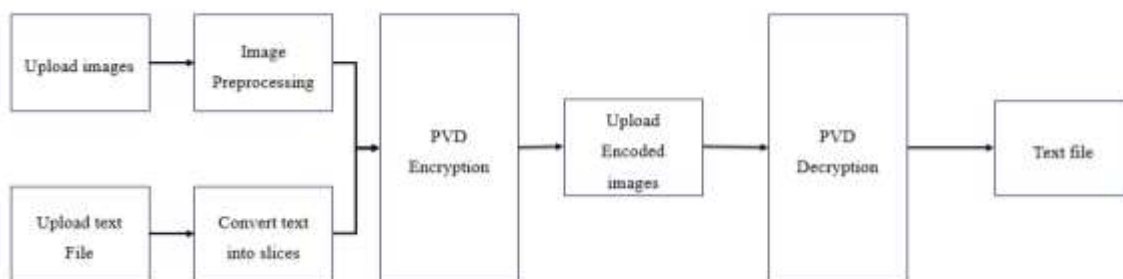 Upload images
Image
Preprocessing
Upload text
File
Convert text
into slices
PVD
Encryption
Upload
Encoded
images
PVD
Decryption
Text file